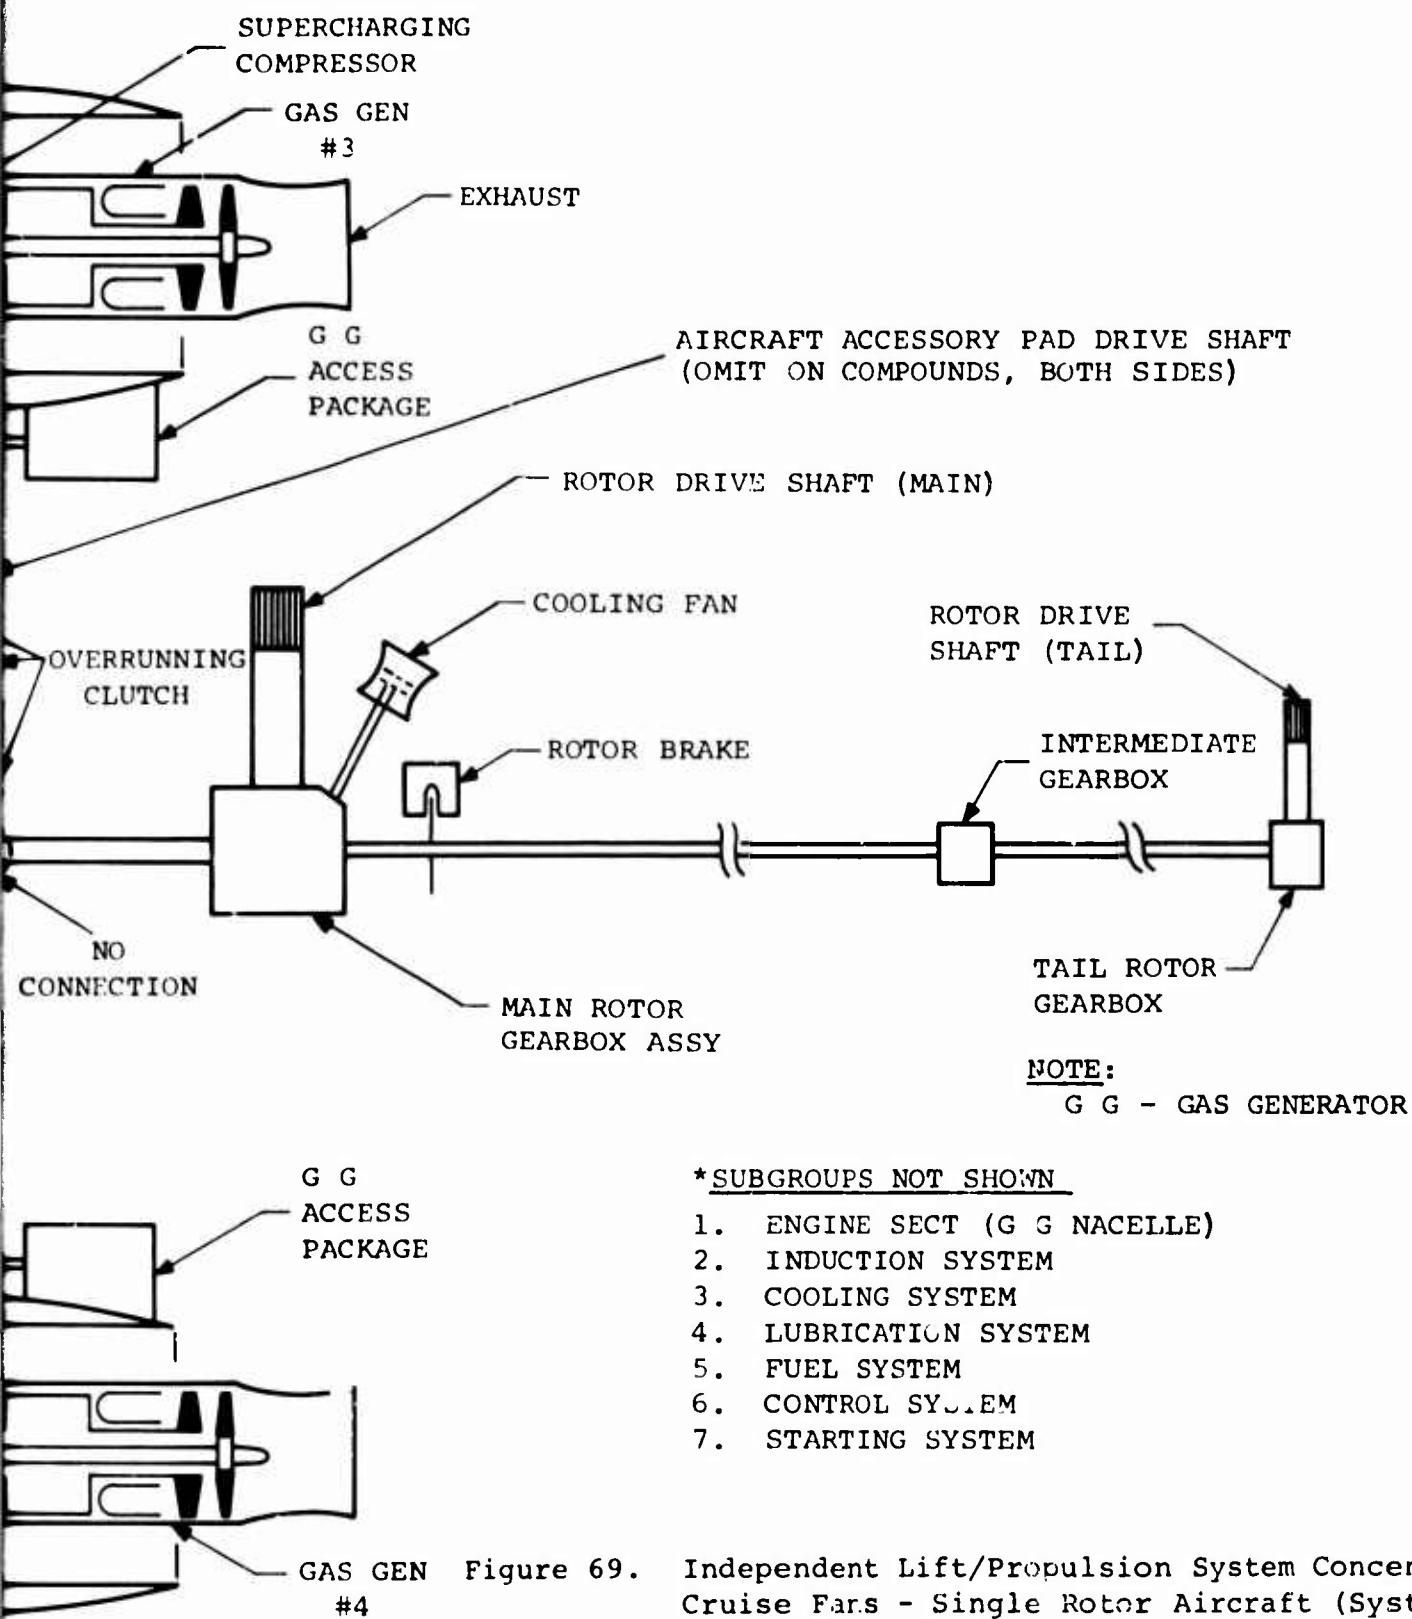 SUPERCHARGING
COMPRESSOR
GAS GEN
#3
EXHAUST
G G
ACCESS
PACKAGE
AIRCRAFT ACCESSORY PAD DRIVE SHAFT
(OMIT ON COMPOUNDS, BOTH SIDES)
ROTOR DRIVE SHAFT (MAIN)
COOLING FAN
ROTOR DRIVE
SHAFT (TAIL)
OVERRUNNING
CLUTCH
ROTOR BRAKE
INTERMEDIATE
GEARBOX
NO
CONNECTION
MAIN ROTOR
GEARBOX ASSY
TAIL ROTOR
GEARBOX
NOTE:
G G - GAS GENERATOR
G G
ACCESS
PACKAGE
*SUBGROUPS NOT SHOWN
1. ENGINE SECT (G G NACELLE)
2. INDUCTION SYSTEM
3. COOLING SYSTEM
4. LUBRICATION SYSTEM
5. FUEL SYSTEM
6. CONTROL SYSTEM
7. STARTING SYSTEM
GAS GEN
#4
Figure 69. Independent Lift/Propulsion System Concep
Cruise Fans - Single Rotor Aircraft (Syst